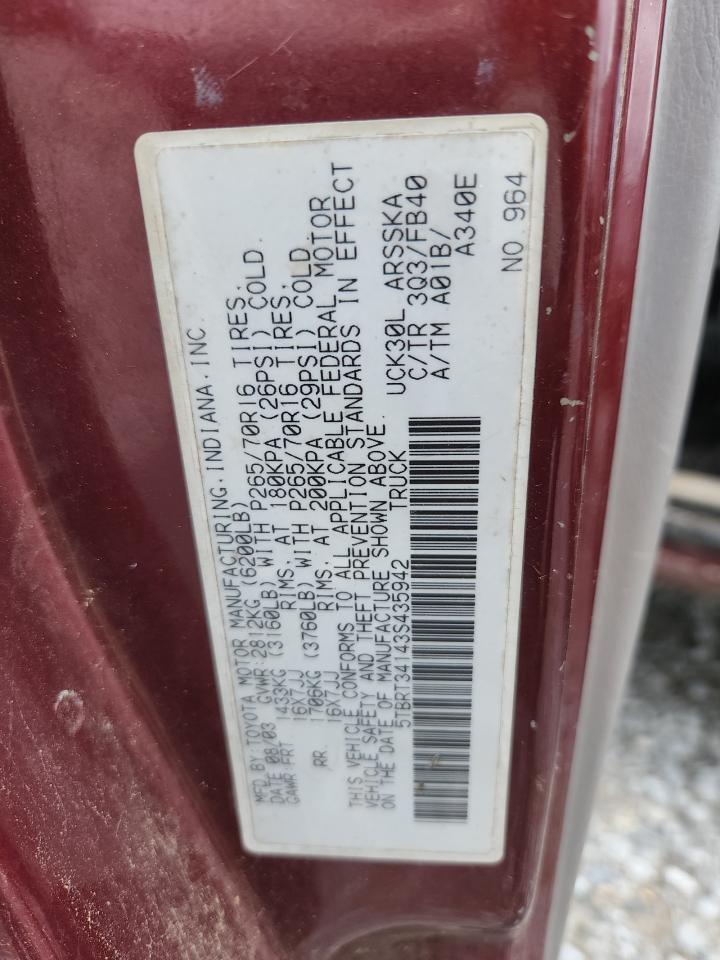 MFD BY: TOYOTA MOTOR MANUFACTURING, INDIANA, INC.
DATE 08/03 GVWR: 2812KG (6200LB)
GAWR: FRT 1433KG (3160LB) WITH P265/70R16 TIRES,
16X7JJ RIMS, AT 180KPA (26PSI) COLD.
RR 1706KG (3760LB) WITH P265/70R16 TIRES,
16X7JJ RIMS, AT 200KPA (29PSI) COLD
THIS VEHICLE CONFORMS TO ALL APPLICABLE FEDERAL MOTOR
VEHICLE SAFETY AND THEFT PREVENTION STANDARDS IN EFFECT
ON THE DATE OF MANUFACTURE SHOWN ABOVE.
5TBRT34143S435942 TRUCK
UCK30L ARSSKA
C/TR 3Q3/FB40
A/TM A01B/
A340E
NO 964